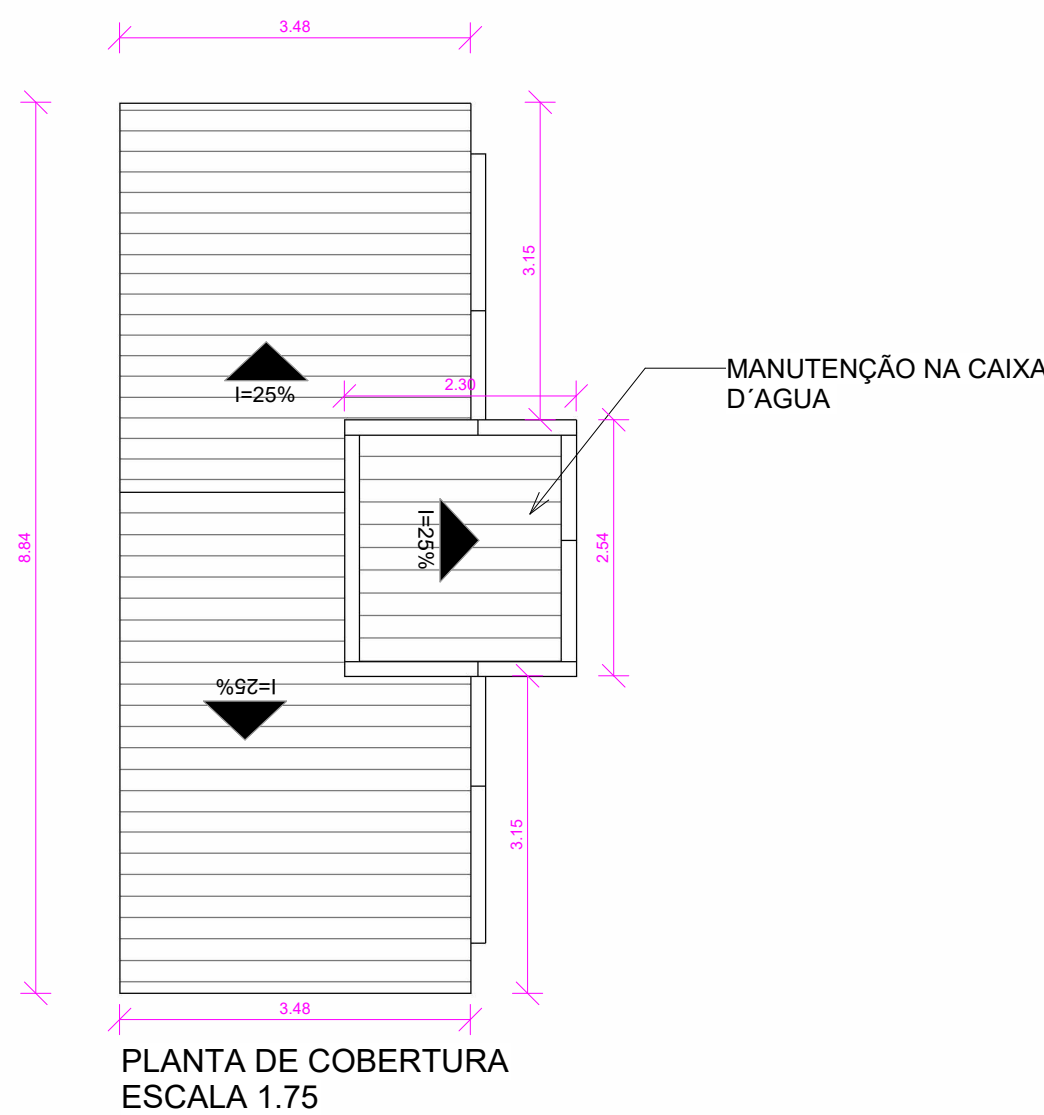 3.48
3.15
MANUTENÇÃO NA CAIXA
D´AGUA
2.30
I=25%
8.84
I=25%
2.54
I=25%
3.15
3.48
PLANTA DE COBERTURA
ESCALA 1.75